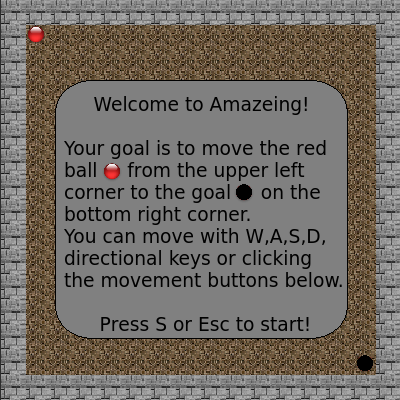 Welcome to Amazeing!
Your goal is to move the red
ball from the upper left
corner to the goal on the
bottom right corner.
You can move with W,A,S,D,
directional keys or clicking
the movement buttons below.
Press S or Esc to start!